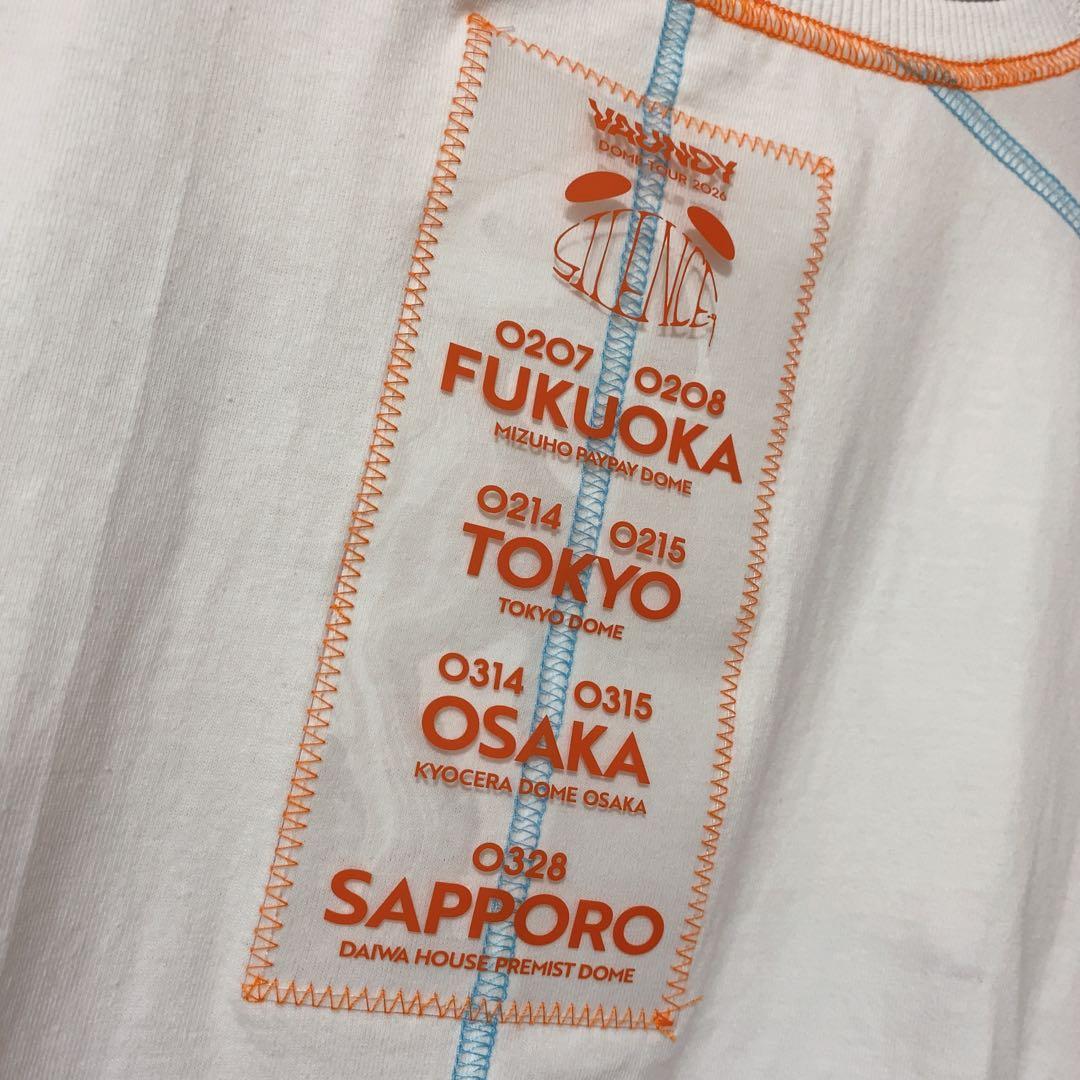 VAUNDY
DOME TOUR 2026
SILENCE
0207 0208
FUKUOKA
MIZUHO PAYPAY DOME
0214 0215
TOKYO
TOKYO DOME
0314 0315
OSAKA
KYOCERA DOME OSAKA
0328
SAPPORO
DAIWA HOUSE PREMIST DOME